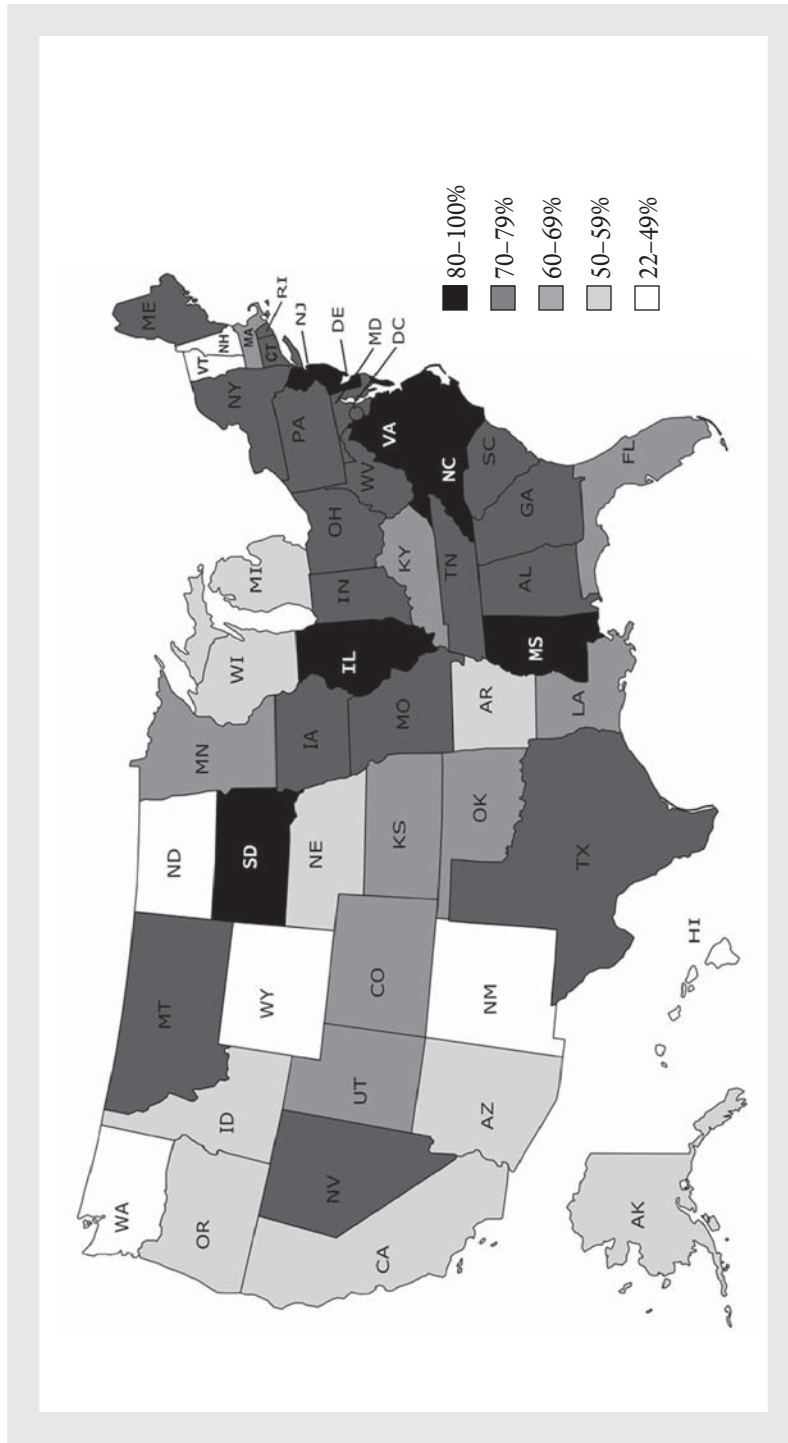 WA
OR
CA
NV
ID
MT
WY
UT
AZ
CO
NM
ND
SD
NE
KS
OK
TX
MN
IA
MO
AR
LA
WI
IL
MS
MI
IN
KY
TN
AL
OH
WV
GA
SC
NC
VA
FL
PA
NY
VT
NH
ME
MA
CT
RI
NJ
DE
MD
DC
AK
HI
80–100%
70–79%
60–69%
50–59%
22–49%